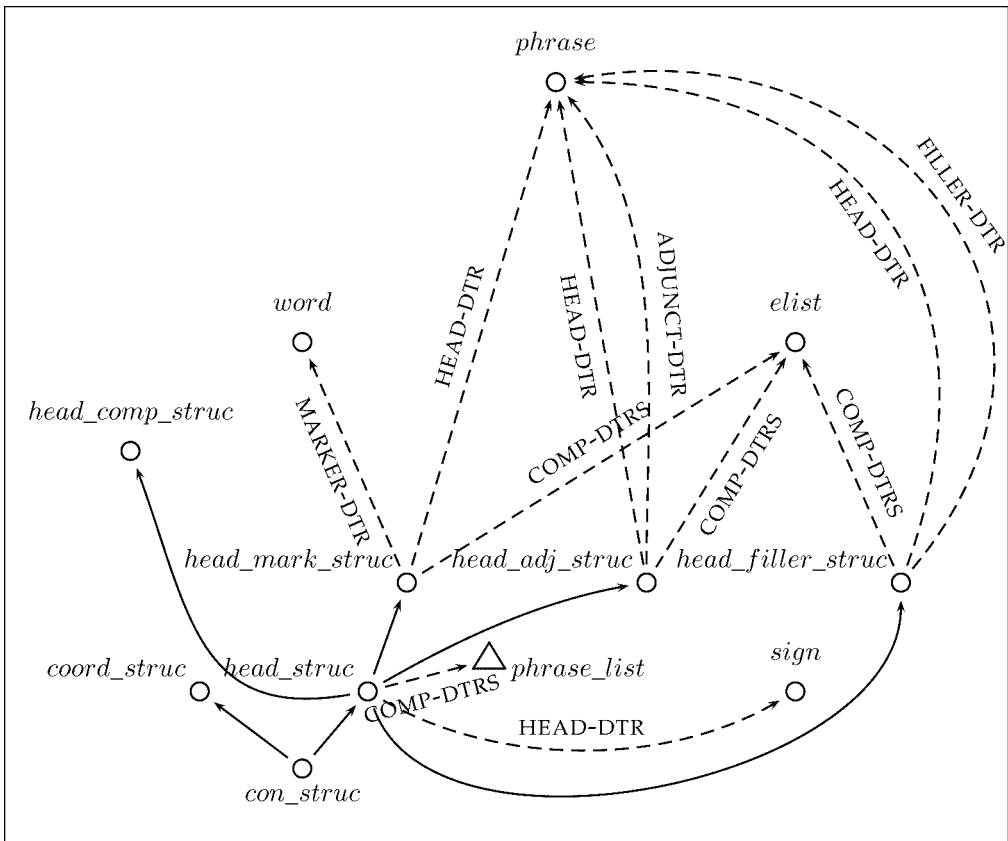 phrase
FILLER-DTR
HEAD-DTR
ADJUNCT-DTR
HEAD-DTR
HEAD-DTR
word
elist
head_comp_struc
MARKER-DTR
COMP-DTRS
COMP-DTRS
COMP-DTRS
head_mark_struc
head_adj_struc
head_filler_struc
coord_struc
head_struc
phrase_list
sign
COMP-DTRS
HEAD-DTR
con_struc